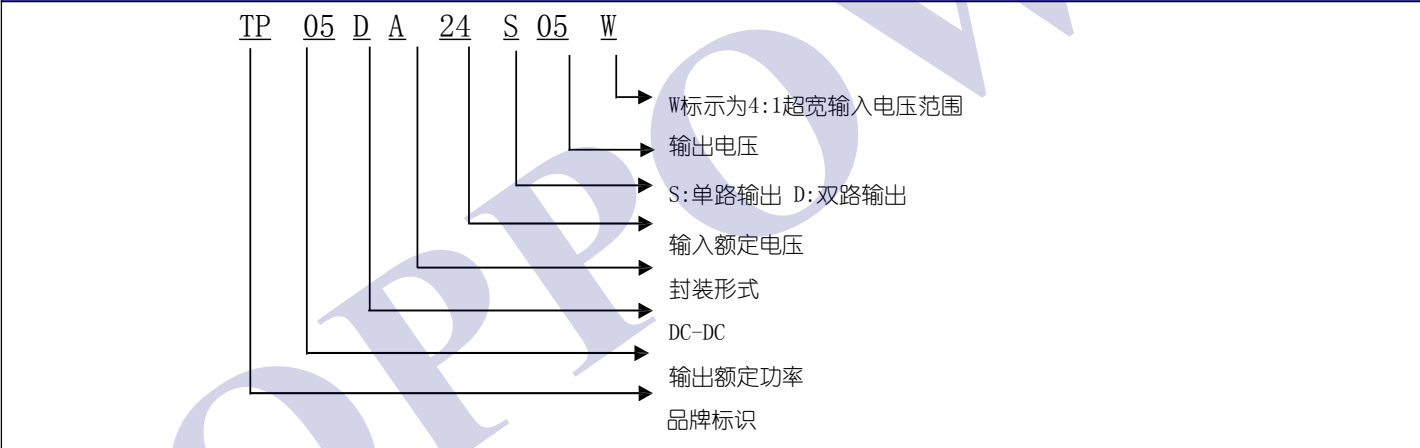 TP 05 D A 24 S 05 W
W标示为4:1超宽输入电压范围
输出电压
S:单路输出 D:双路输出
输入额定电压
封装形式
DC-DC
输出额定功率
品牌标识
OPPOW